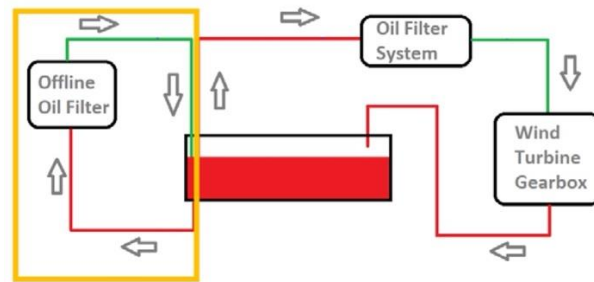 Offline
Oil Filter
Oil Filter
System
Wind
Turbine
Gearbox